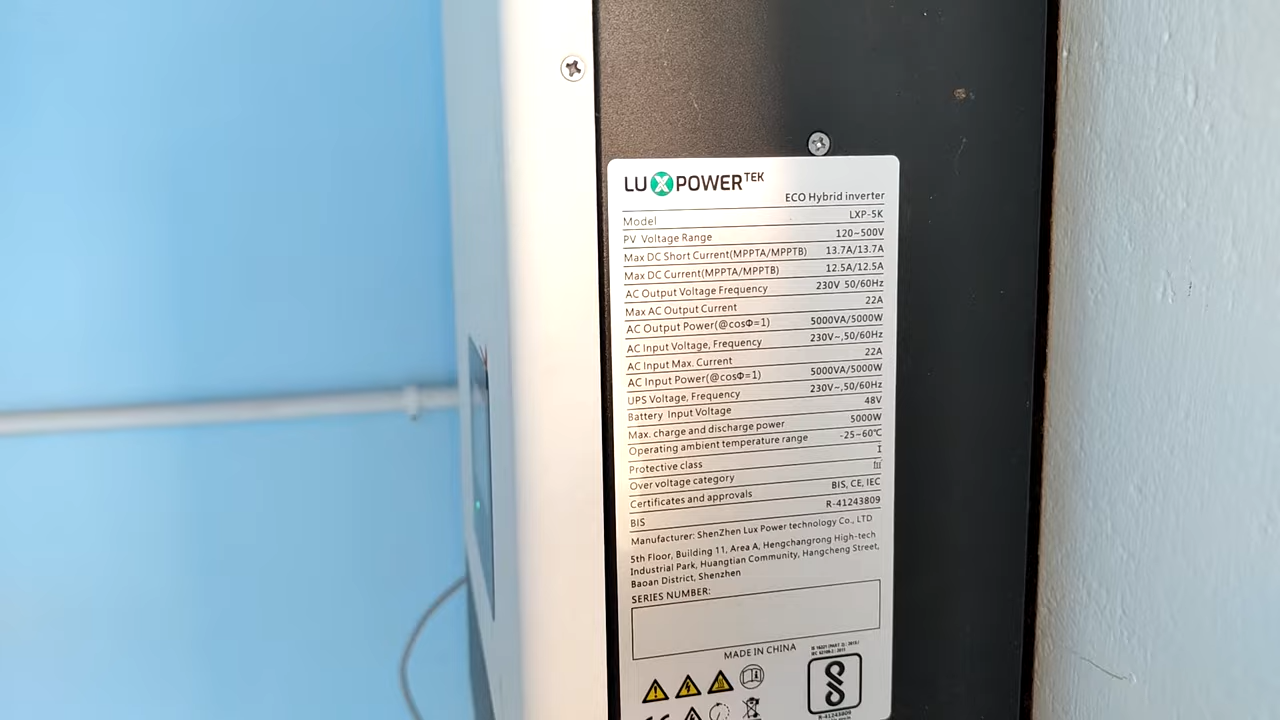 LUXPOWERTEK
ECO Hybrid inverter
Model LXP-5K
PV Voltage Range 120~500V
Max DC Short Current(MPPTA/MPPTB) 13.7A/13.7A
Max DC Current(MPPTA/MPPTB) 12.5A/12.5A
AC Output Voltage Frequency 230V 50/60Hz
Max AC Output Current 22A
AC Output Power(@cosΦ=1) 5000VA/5000W
AC Input Voltage, Frequency 230V~,50/60Hz
AC Input Max. Current 22A
AC Input Power(@cosΦ=1) 5000VA/5000W
UPS Voltage, Frequency 230V~,50/60Hz
Battery Input Voltage 48V
Max. charge and discharge power 5000W
Operating ambient temperature range -25~60℃
Protective class I
Over voltage category III
Certificates and approvals BIS, CE, IEC
BIS R-41243809
Manufacturer: ShenZhen Lux Power technology Co., LTD
5th Floor, Building 11, Area A, Hengchangrong High-tech
Industrial Park, Huangtian Community, Hangcheng Street,
Baoan District, Shenzhen
SERIES NUMBER:
MADE IN CHINA
R-41243809